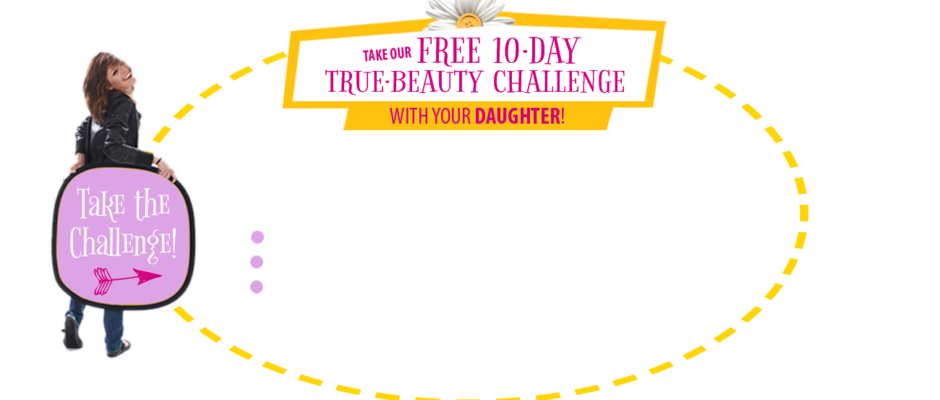 TAKE OUR FREE 10-DAY
TRUE-BEAUTY CHALLENGE
WITH YOUR DAUGHTER!
Take the
Challenge!